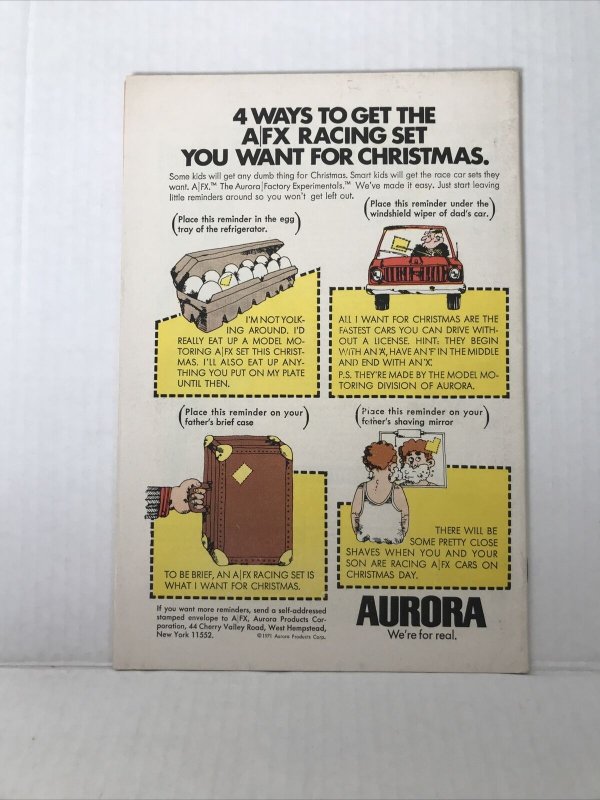 4 WAYS TO GET THE
A|FX RACING SET
YOU WANT FOR CHRISTMAS.
Some kids will get any dumb thing for Christmas. Smart kids will get the race car sets they
want. A|FX.™ The Aurora|Factory Experimentals.™ We've made it easy. Just start leaving
little reminders around so you won't get left out.
(Place this reminder in the egg
tray of the refrigerator.)
I'M NOT YOLK-
ING AROUND. I'D
REALLY EAT UP A MODEL MO-
TORING A|FX SET THIS CHRIST-
MAS. I'LL ALSO EAT UP ANY-
THING YOU PUT ON MY PLATE
UNTIL THEN.
(Place this reminder under the
windshield wiper of dad's car.)
ALL I WANT FOR CHRISTMAS ARE THE
FASTEST CARS YOU CAN DRIVE WITH-
OUT A LICENSE. HINT: THEY BEGIN
WITH AN 'A', HAVE AN 'F' IN THE MIDDLE
AND END WITH AN 'X'.
P.S. THEY'RE MADE BY THE MODEL MO-
TORING DIVISION OF AURORA.
(Place this reminder on your
father's brief case)
TO BE BRIEF, AN A|FX RACING SET IS
WHAT I WANT FOR CHRISTMAS.
(Place this reminder on your
father's shaving mirror)
THERE WILL BE
SOME PRETTY CLOSE
SHAVES WHEN YOU AND YOUR
SON ARE RACING A|FX CARS ON
CHRISTMAS DAY.
If you want more reminders, send a self-addressed
stamped envelope to A|FX, Aurora Products Cor-
poration, 44 Cherry Valley Road, West Hempstead,
New York 11552.
©1971 Aurora Products Corp.
AURORA
We're for real.